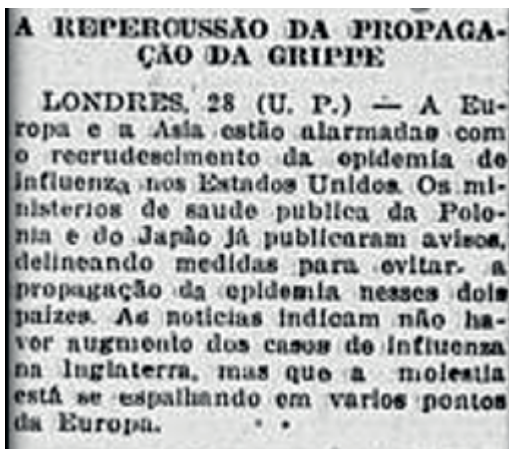 A REPERCUSSÃO DA PROPAGA-
ÇÃO DA GRIPPE
LONDRES, 28 (U. P.) — A Eu-
ropa e a Asia estão alarmadas com
o recrudescimento da epidemia de
influenza nos Estados Unidos. Os mi-
nisterios de saude publica da Polo-
nia e do Japão já publicaram avisos,
delineando medidas para evitar a
propagação da epidemia nesses dois
paizes. As noticias indicam não ha-
ver augmento dos casos de influenza
na Inglaterra, mas que a molestia
está se espalhando em varios pontos
da Europa.